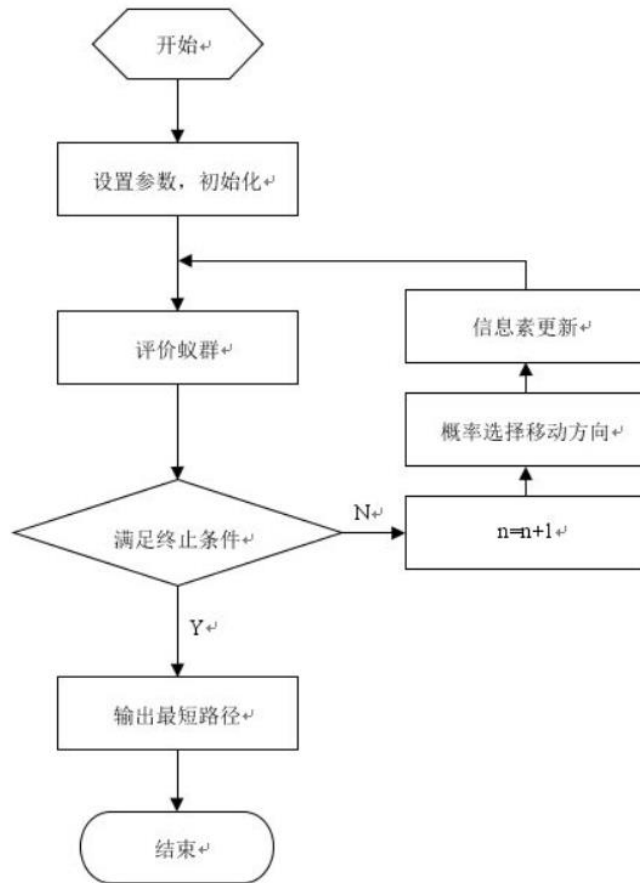 开始
设置参数，初始化
评价蚁群
信息素更新
概率选择移动方向
满足终止条件
N
n=n+1
Y
输出最短路径
结束